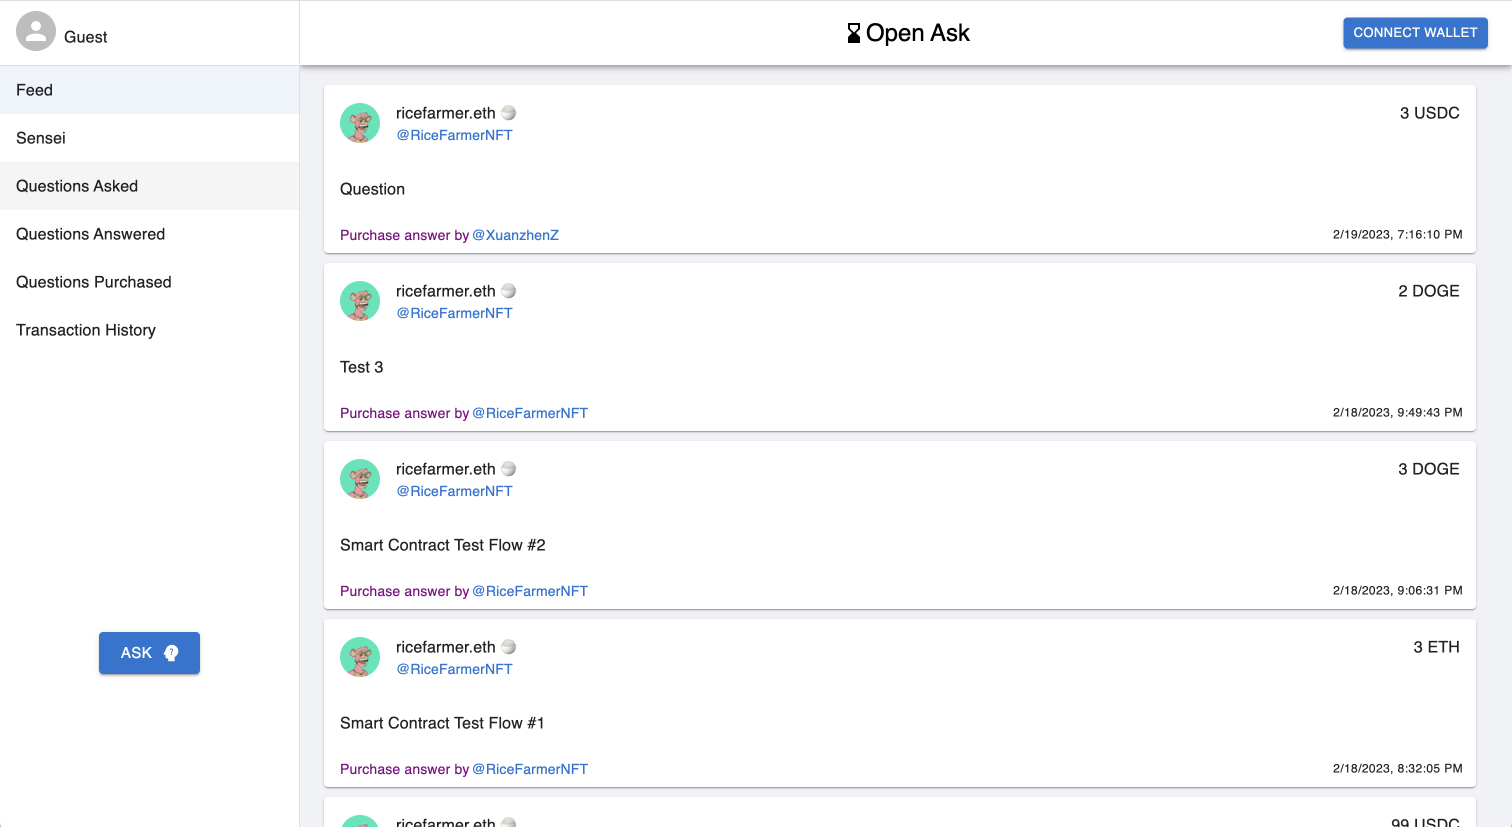 Guest
Open Ask
CONNECT WALLET
Feed
Sensei
Questions Asked
Questions Answered
Questions Purchased
Transaction History
ASK
ricefarmer.eth
3 USDC
@RiceFarmerNFT
Question
Purchase answer by @XuanzhenZ
2/19/2023, 7:16:10 PM
ricefarmer.eth
2 DOGE
@RiceFarmerNFT
Test 3
Purchase answer by @RiceFarmerNFT
2/18/2023, 9:49:43 PM
ricefarmer.eth
3 DOGE
@RiceFarmerNFT
Smart Contract Test Flow #2
Purchase answer by @RiceFarmerNFT
2/18/2023, 9:06:31 PM
ricefarmer.eth
3 ETH
@RiceFarmerNFT
Smart Contract Test Flow #1
Purchase answer by @RiceFarmerNFT
2/18/2023, 8:32:05 PM
ricefarmer.eth
99 USDC